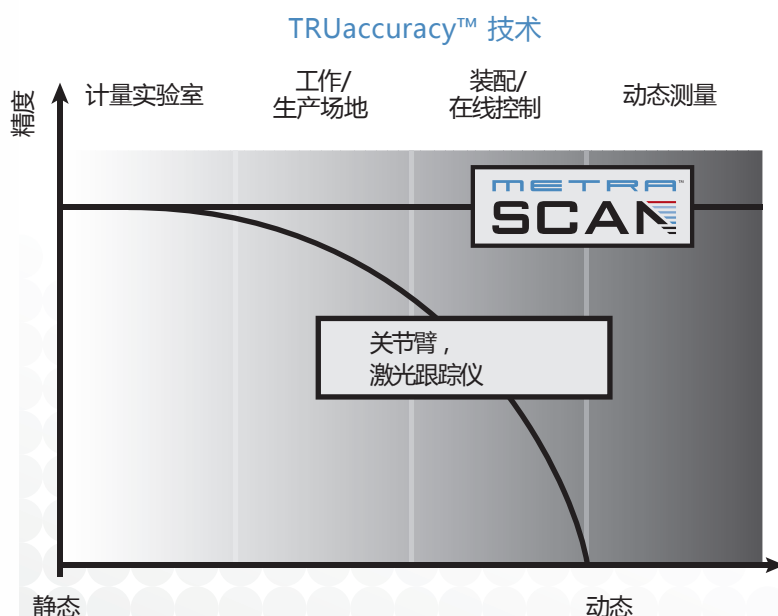 TRUaccuracy™ 技术
计量实验室
工作/
生产场地
装配/
在线控制
动态测量
精度
METRA™
SCAN
关节臂，
激光跟踪仪
静态
动态